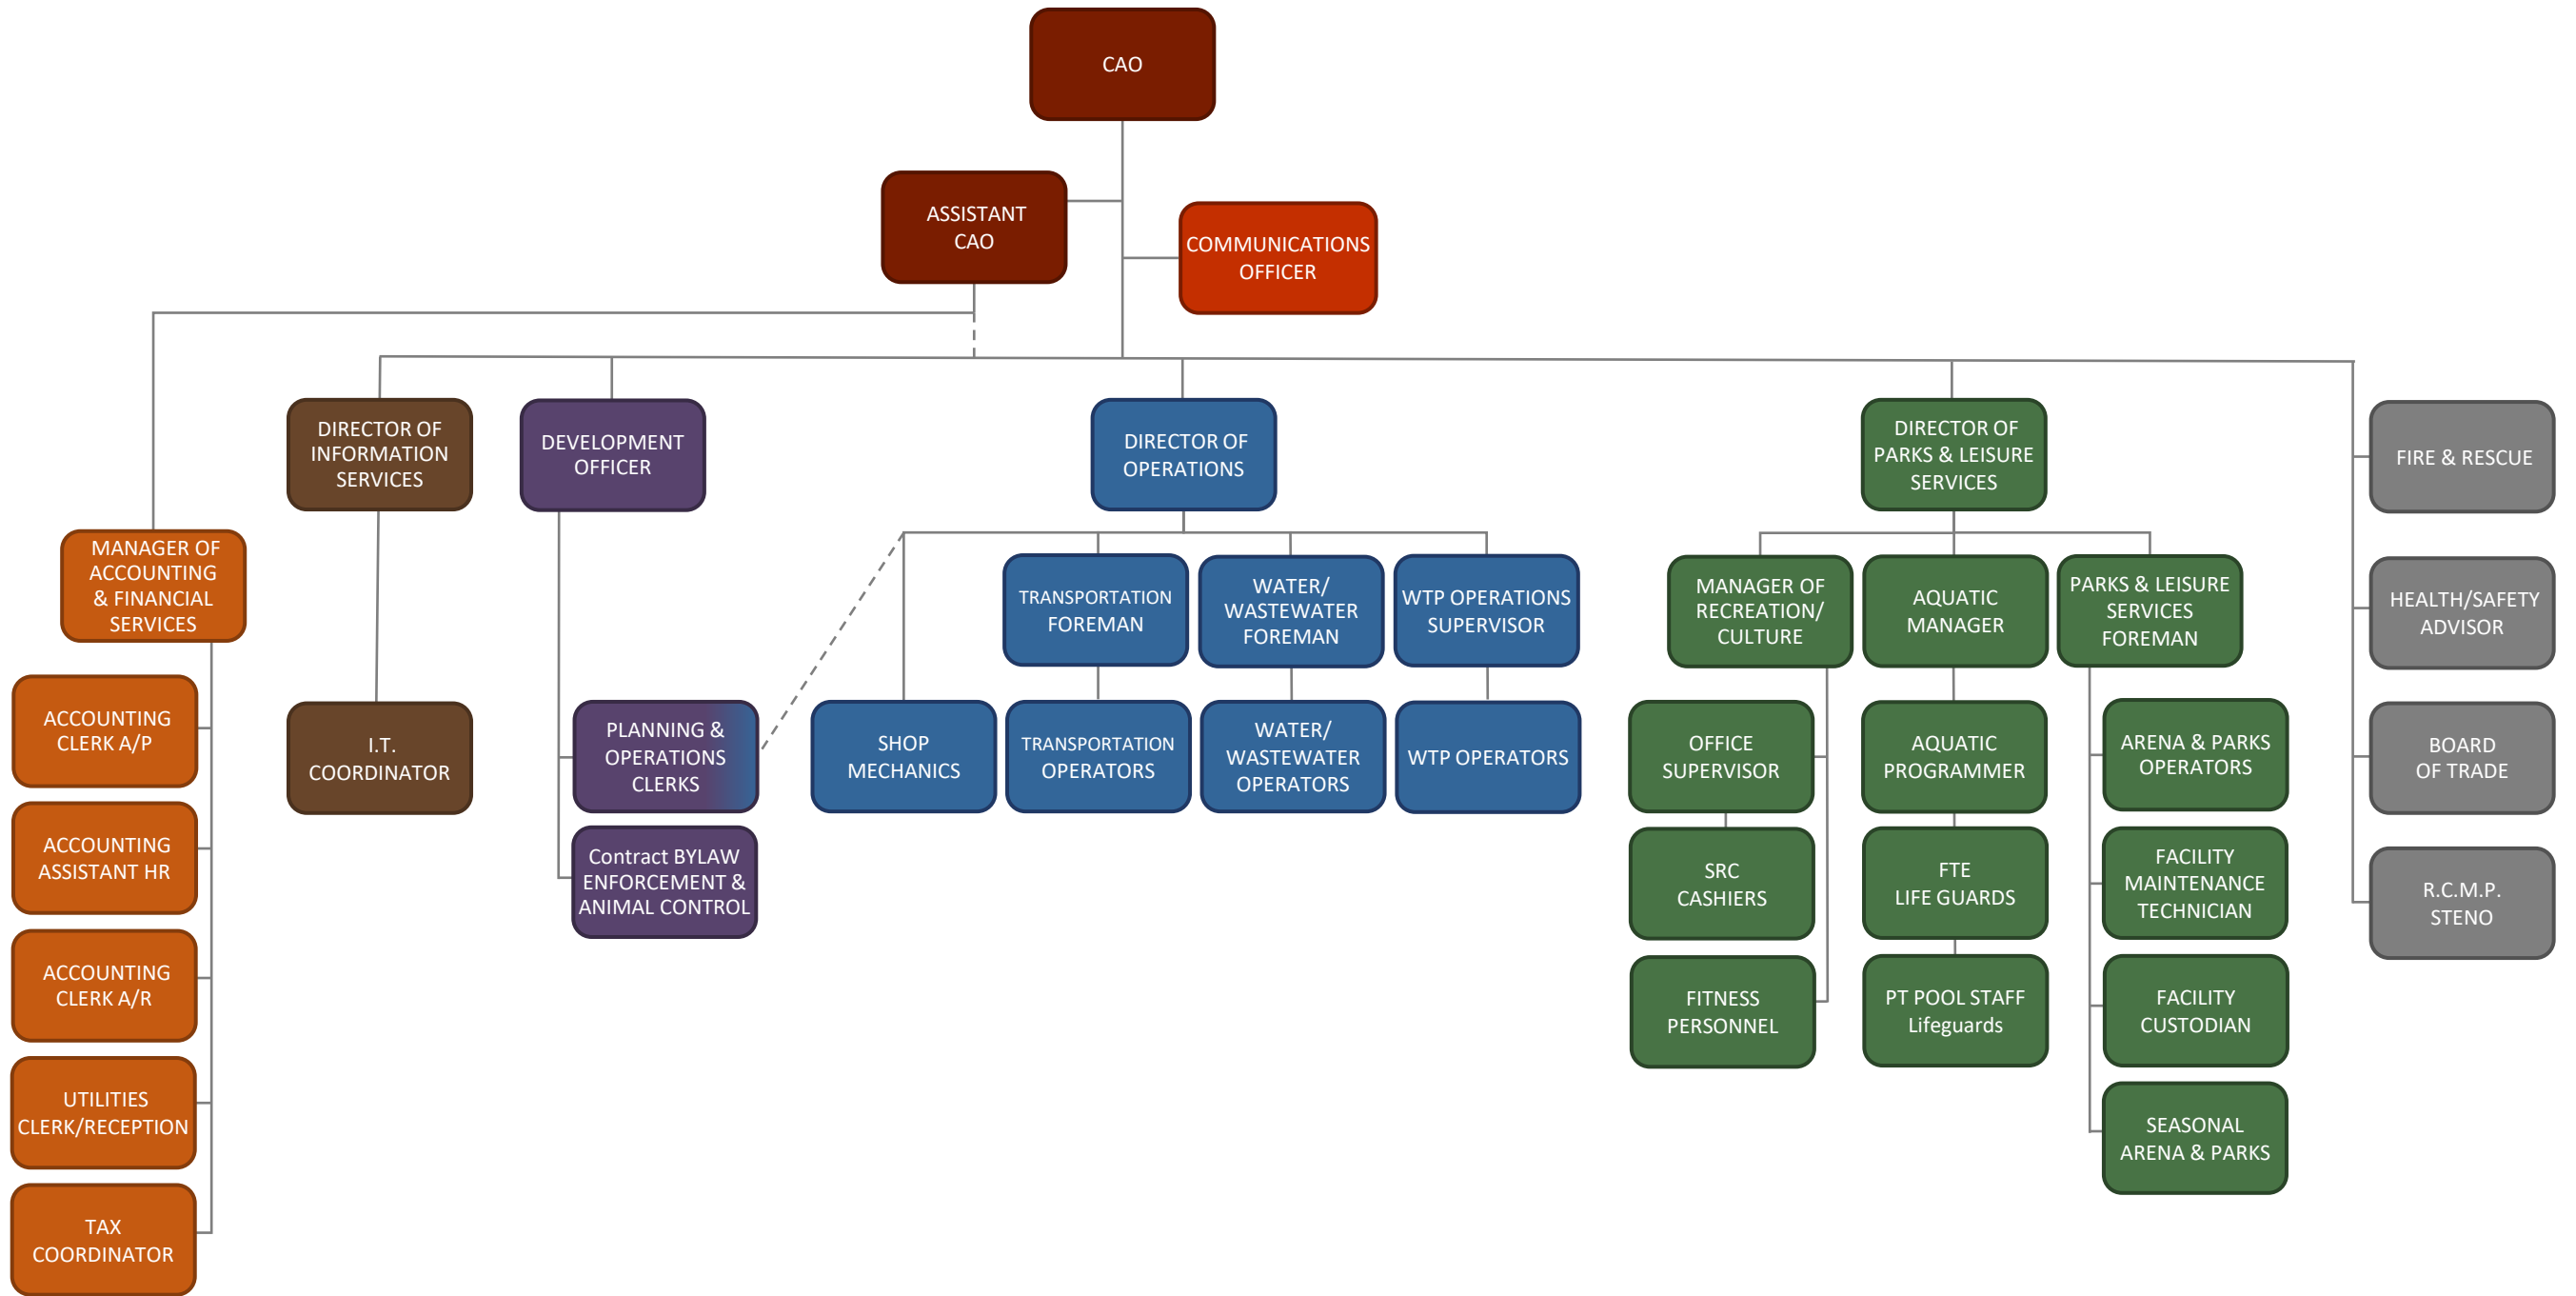 CAO
ASSISTANT
CAO
COMMUNICATIONS
OFFICER
DIRECTOR OF
INFORMATION
SERVICES
DEVELOPMENT
OFFICER
DIRECTOR OF
OPERATIONS
DIRECTOR OF
PARKS & LEISURE
SERVICES
FIRE & RESCUE
MANAGER OF
ACCOUNTING
& FINANCIAL
SERVICES
TRANSPORTATION
FOREMAN
WATER/
WASTEWATER
FOREMAN
WTP OPERATIONS
SUPERVISOR
MANAGER OF
RECREATION/
CULTURE
AQUATIC
MANAGER
PARKS & LEISURE
SERVICES
FOREMAN
HEALTH/SAFETY
ADVISOR
ACCOUNTING
CLERK A/P
I.T.
COORDINATOR
PLANNING &
OPERATIONS
CLERKS
SHOP
MECHANICS
TRANSPORTATION
OPERATORS
WATER/
WASTEWATER
OPERATORS
WTP OPERATORS
OFFICE
SUPERVISOR
AQUATIC
PROGRAMMER
ARENA & PARKS
OPERATORS
BOARD
OF TRADE
ACCOUNTING
ASSISTANT HR
Contract BYLAW
ENFORCEMENT &
ANIMAL CONTROL
SRC
CASHIERS
FTE
LIFE GUARDS
FACILITY
MAINTENANCE
TECHNICIAN
R.C.M.P.
STENO
ACCOUNTING
CLERK A/R
FITNESS
PERSONNEL
PT POOL STAFF
Lifeguards
FACILITY
CUSTODIAN
UTILITIES
CLERK/RECEPTION
SEASONAL
ARENA & PARKS
TAX
COORDINATOR